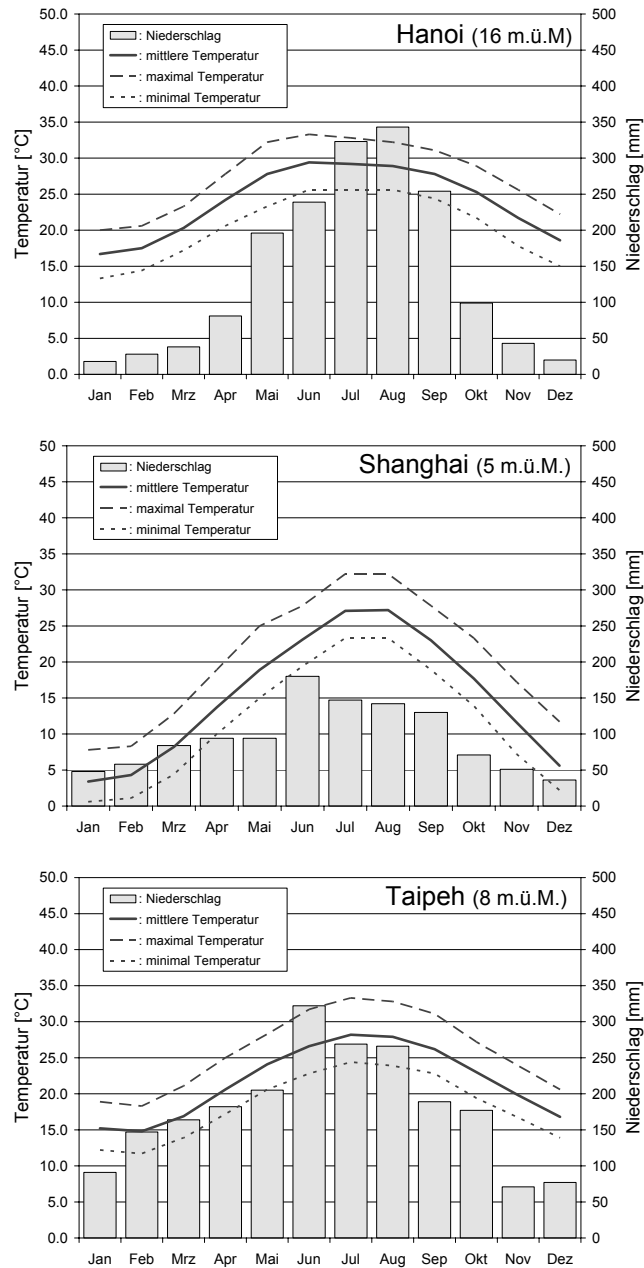 Hanoi (16 m.ü.M)
: Niederschlag
: mittlere Temperatur
: maximal Temperatur
: minimal Temperatur
Temperatur [°C]
50.0
45.0
40.0
35.0
30.0
25.0
20.0
15.0
10.0
5.0
0.0
Niederschlag [mm]
500
450
400
350
300
250
200
150
100
50
0
Jan Feb Mrz Apr Mai Jun Jul Aug Sep Okt Nov Dez
Shanghai (5 m.ü.M.)
: Niederschlag
: mittlere Temperatur
: maximal Temperatur
: minimal Temperatur
Temperatur [°C]
50
45
40
35
30
25
20
15
10
5
0
Niederschlag [mm]
500
450
400
350
300
250
200
150
100
50
0
Jan Feb Mrz Apr Mai Jun Jul Aug Sep Okt Nov Dez
Taipeh (8 m.ü.M.)
: Niederschlag
: mittlere Temperatur
: maximal Temperatur
: minimal Temperatur
Temperatur [°C]
50.0
45.0
40.0
35.0
30.0
25.0
20.0
15.0
10.0
5.0
0.0
Niederschlag [mm]
500
450
400
350
300
250
200
150
100
50
0
Jan Feb Mrz Apr Mai Jun Jul Aug Sep Okt Nov Dez